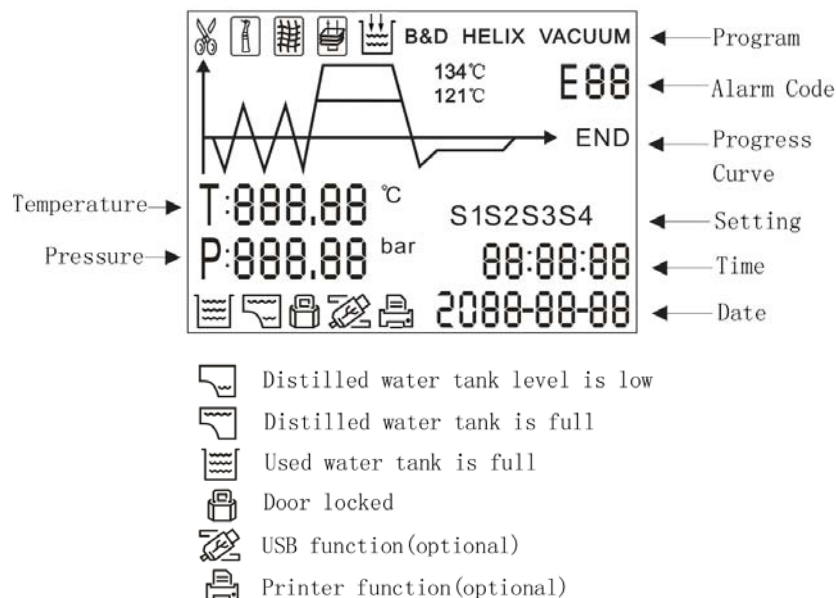 B&D HELIX VACUUM
Program
134℃
121℃
E88
Alarm Code
END
Progress
Curve
Temperature
T:888.88 ℃
S1S2S3S4
Setting
Pressure
P:888.88 bar
88:88:88
Time
2088-88-88
Date
Distilled water tank level is low
Distilled water tank is full
Used water tank is full
Door locked
USB function(optional)
Printer function(optional)